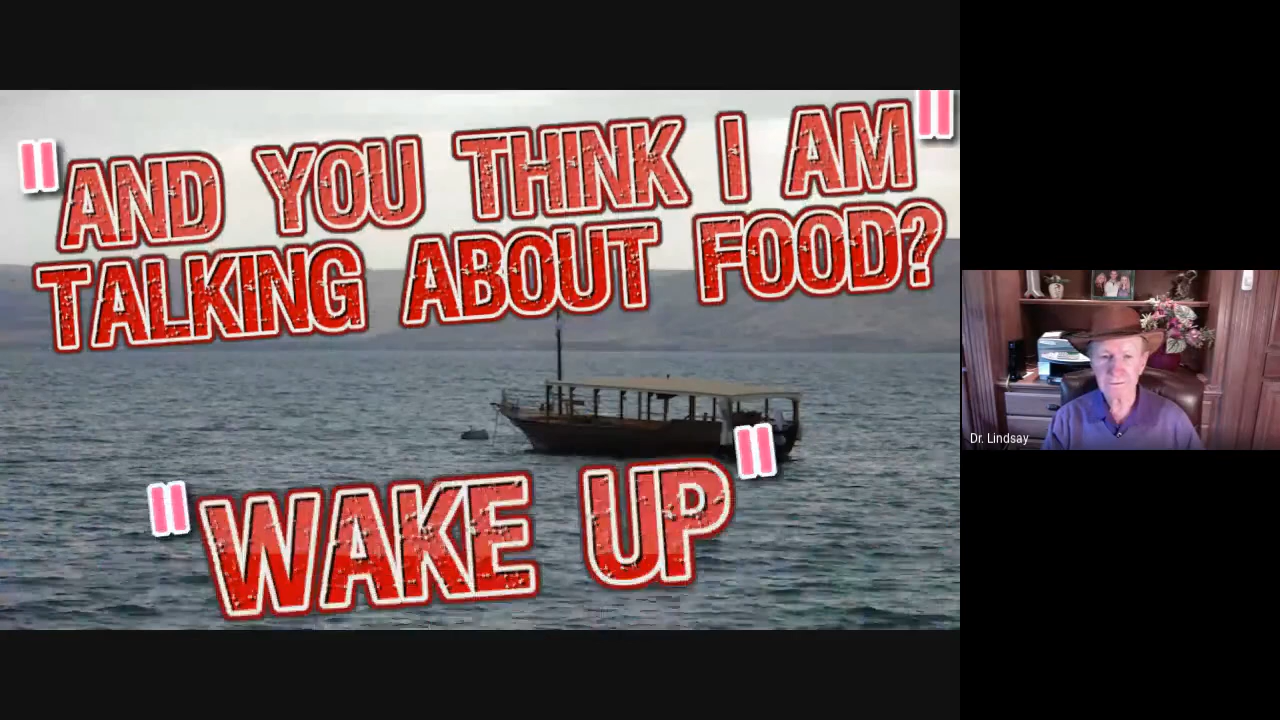 "AND YOU THINK I AM"
TALKING ABOUT FOOD?
"WAKE UP"
Dr. Lindsay